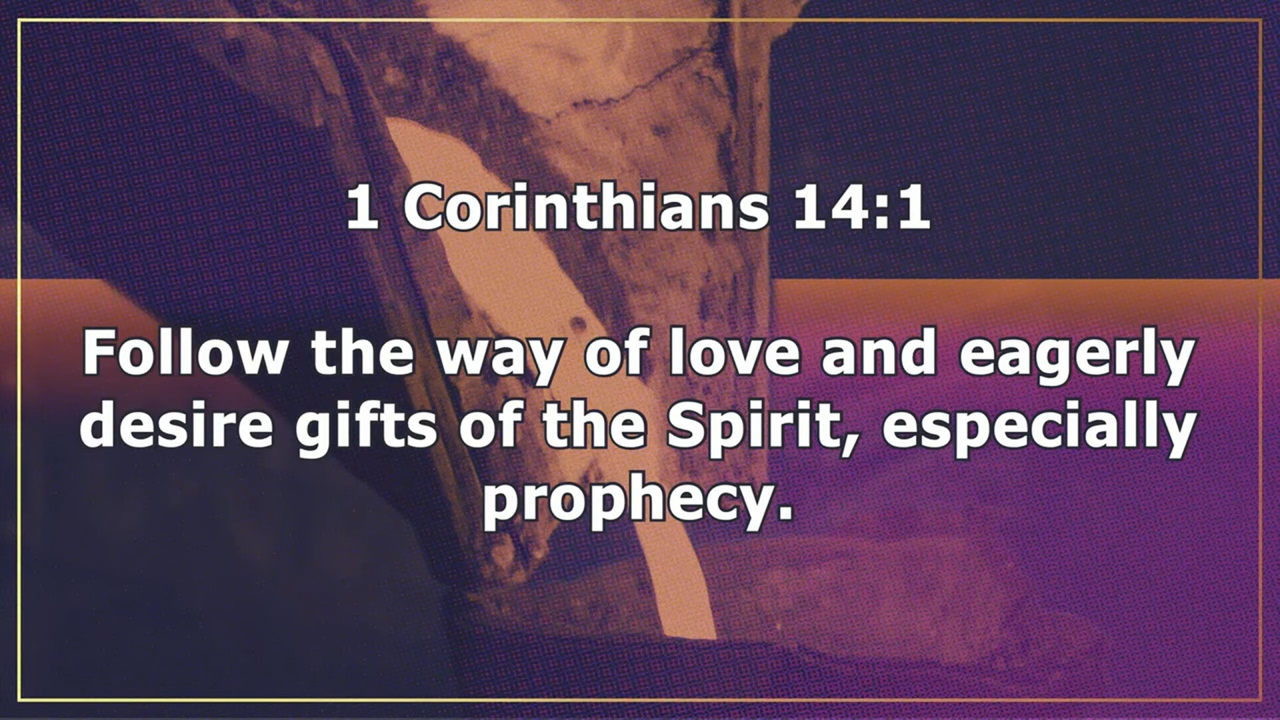 1 Corinthians 14:1
Follow the way of love and eagerly
desire gifts of the Spirit, especially
prophecy.